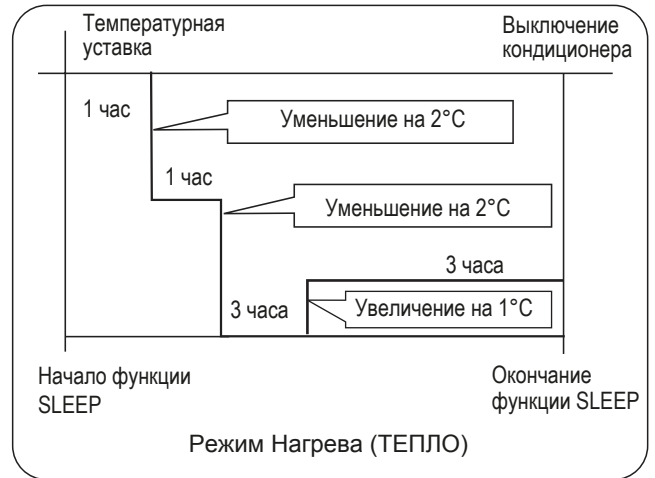 Температурная
уставка
Выключение
кондиционера
1 час
Уменьшение на 2°C
1 час
Уменьшение на 2°C
3 часа
3 часа
Увеличение на 1°C
Начало функции
SLEEP
Окончание
функции SLEEP
Режим Нагрева (ТЕПЛО)